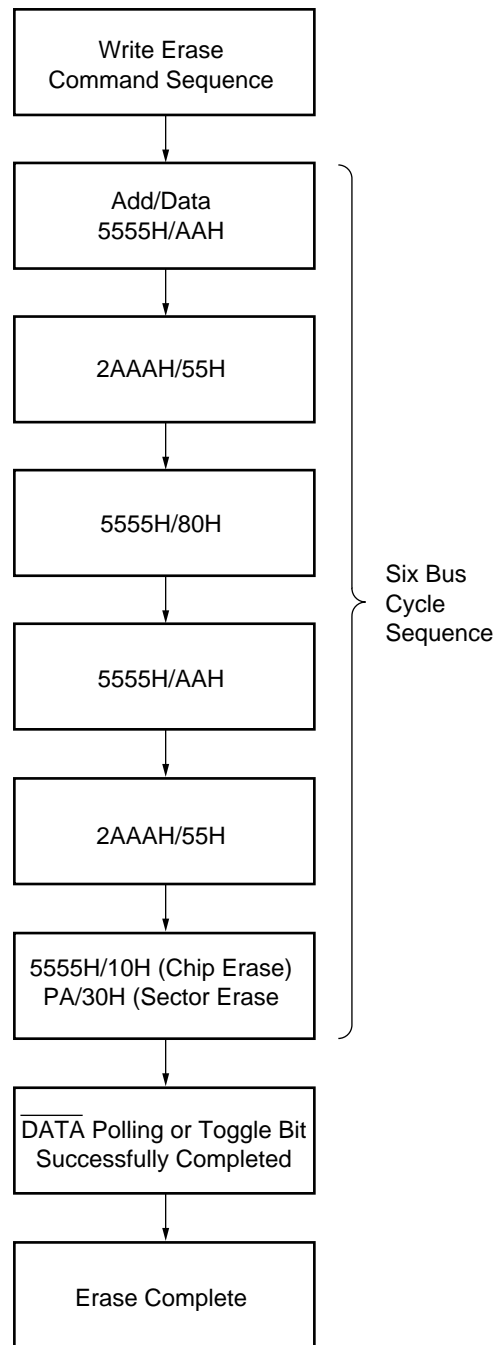 Write Erase
Command Sequence
Add/Data
5555H/AAH
2AAAH/55H
5555H/80H
5555H/AAH
2AAAH/55H
5555H/10H (Chip Erase)
PA/30H (Sector Erase
Six Bus
Cycle
Sequence
DATA Polling or Toggle Bit
Successfully Completed
Erase Complete